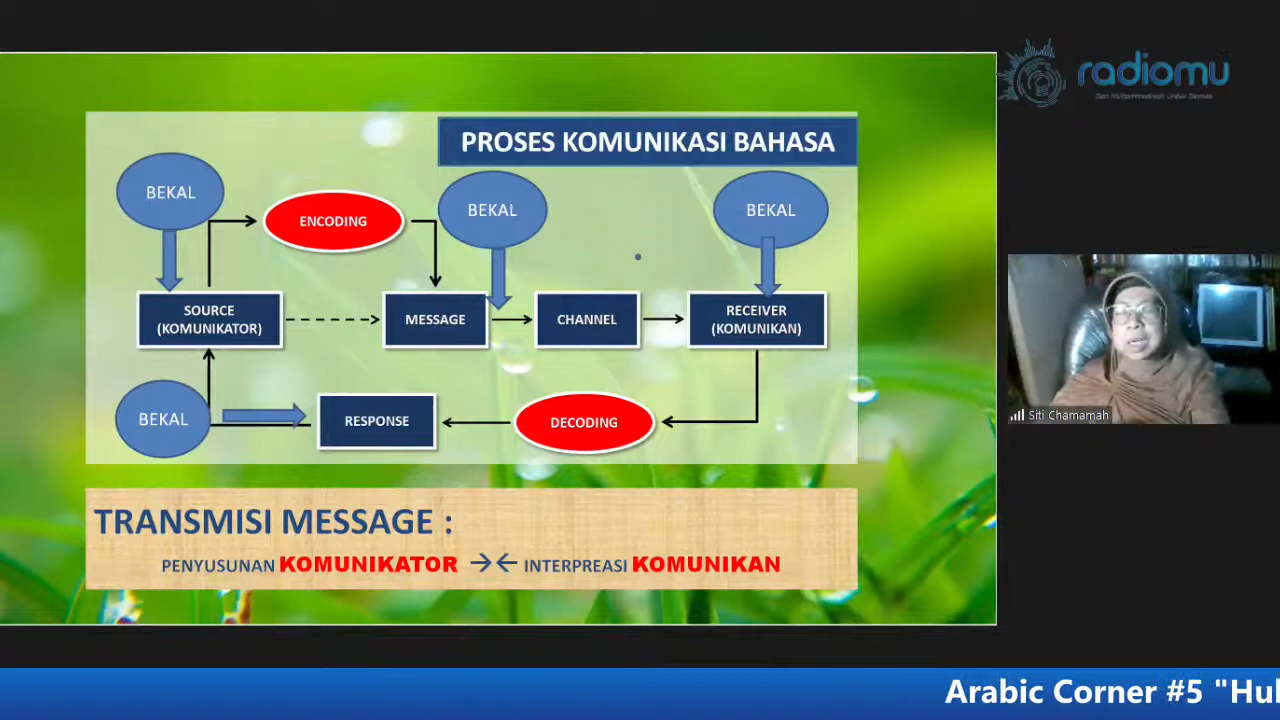 radiomu
PROSES KOMUNIKASI BAHASA
BEKAL
BEKAL
BEKAL
ENCODING
SOURCE
(KOMUNIKATOR)
MESSAGE
CHANNEL
RECEIVER
(KOMUNIKAN)
BEKAL
RESPONSE
DECODING
Siti Chamamah
TRANSMISI MESSAGE :
PENYUSUNAN KOMUNIKATOR →← INTERPREASI KOMUNIKAN
Arabic Corner #5 "Hu